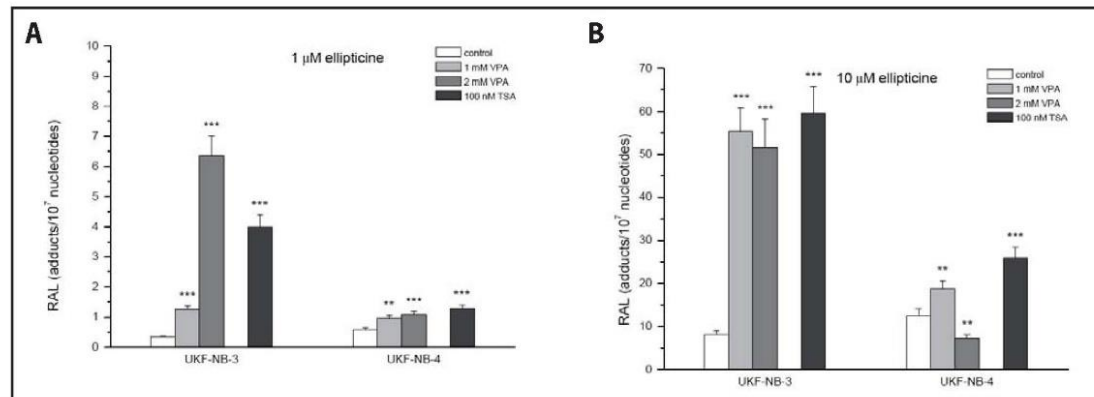 A
1 μM ellipticine
control
1 mM VPA
2 mM VPA
100 nM TSA
RAL (adducts/10⁷ nucleotides)
10
9
8
7
6
5
4
3
2
1
0
***
***
***
**
***
***
UKF-NB-3
UKF-NB-4
B
10 μM ellipticine
control
1 mM VPA
2 mM VPA
100 nM TSA
RAL (adducts/10⁷ nucleotides)
70
60
50
40
30
20
10
0
***
***
***
**
**
***
UKF-NB-3
UKF-NB-4